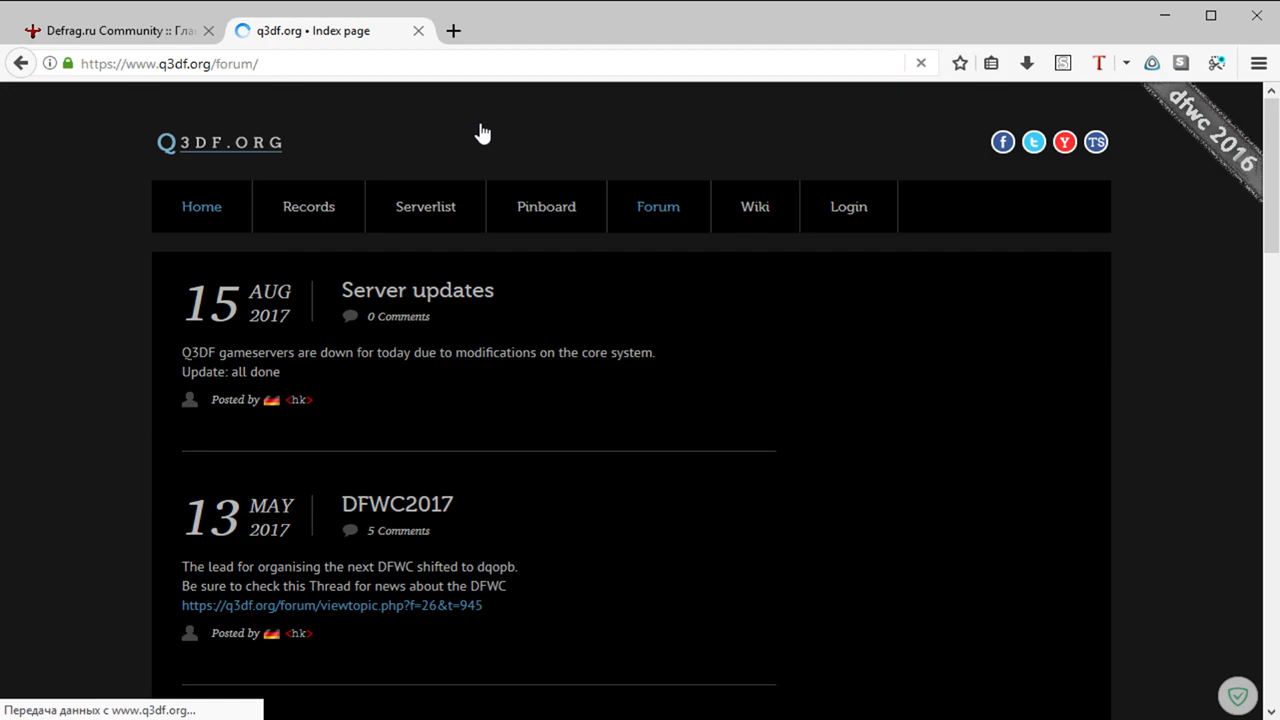 Defrag.ru Community :: Гла
q3df.org • Index page
https://www.q3df.org/forum/
dfwc 2016
Q3DF.ORG
Home
Records
Serverlist
Pinboard
Forum
Wiki
Login
15 AUG 2017
Server updates
0 Comments
Q3DF gameservers are down for today due to modifications on the core system.
Update: all done
Posted by <hk>
13 MAY 2017
DFWC2017
5 Comments
The lead for organising the next DFWC shifted to dqopb.
Be sure to check this Thread for news about the DFWC
https://q3df.org/forum/viewtopic.php?f=26&t=945
Posted by <hk>
Передача данных с www.q3df.org...